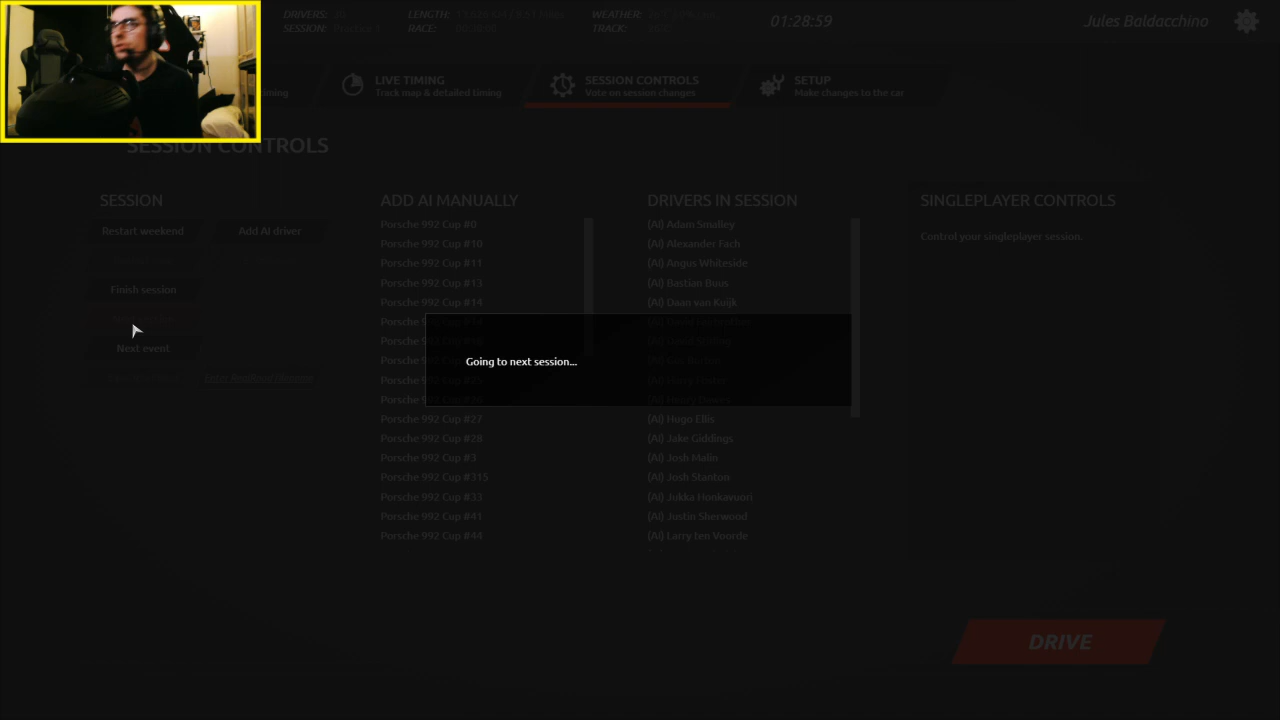 DRIVERS: 30
LENGTH:
WEATHER:
SESSION: Practice 1
RACE:
TRACK:
01:28:59
Jules Baldacchino
LIVE TIMING
Track map & detailed timing
SESSION CONTROLS
Vote on session changes
SETUP
Make changes to the car
SESSION CONTROLS
SESSION
Restart weekend
Add AI driver
Finish session
Next event
ADD AI MANUALLY
Porsche 992 Cup #0
Porsche 992 Cup #10
Porsche 992 Cup #11
Porsche 992 Cup #13
Porsche 992 Cup #14
Porsche 992 Cup #27
Porsche 992 Cup #28
Porsche 992 Cup #3
Porsche 992 Cup #315
Porsche 992 Cup #33
Porsche 992 Cup #41
Porsche 992 Cup #44
DRIVERS IN SESSION
(AI) Adam Smalley
(AI) Alexander Fach
(AI) Angus Whiteside
(AI) Bastian Buus
(AI) Daan van Kuijk
(AI) Hugo Ellis
(AI) Jake Giddings
(AI) Josh Malin
(AI) Josh Stanton
(AI) Jukka Honkavuori
(AI) Justin Sherwood
(AI) Larry ten Voorde
SINGLEPLAYER CONTROLS
Control your singleplayer session.
Going to next session...
DRIVE